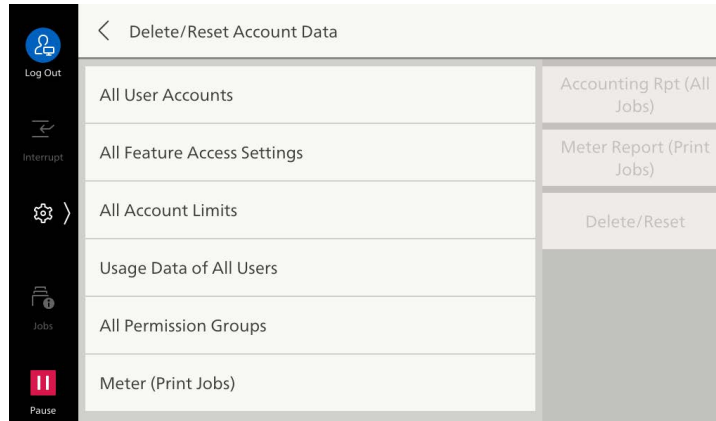 Delete/Reset Account Data
Log Out
Interrupt
Jobs
Pause
All User Accounts
All Feature Access Settings
All Account Limits
Usage Data of All Users
All Permission Groups
Meter (Print Jobs)
Accounting Rpt (All
Jobs)
Meter Report (Print
Jobs)
Delete/Reset